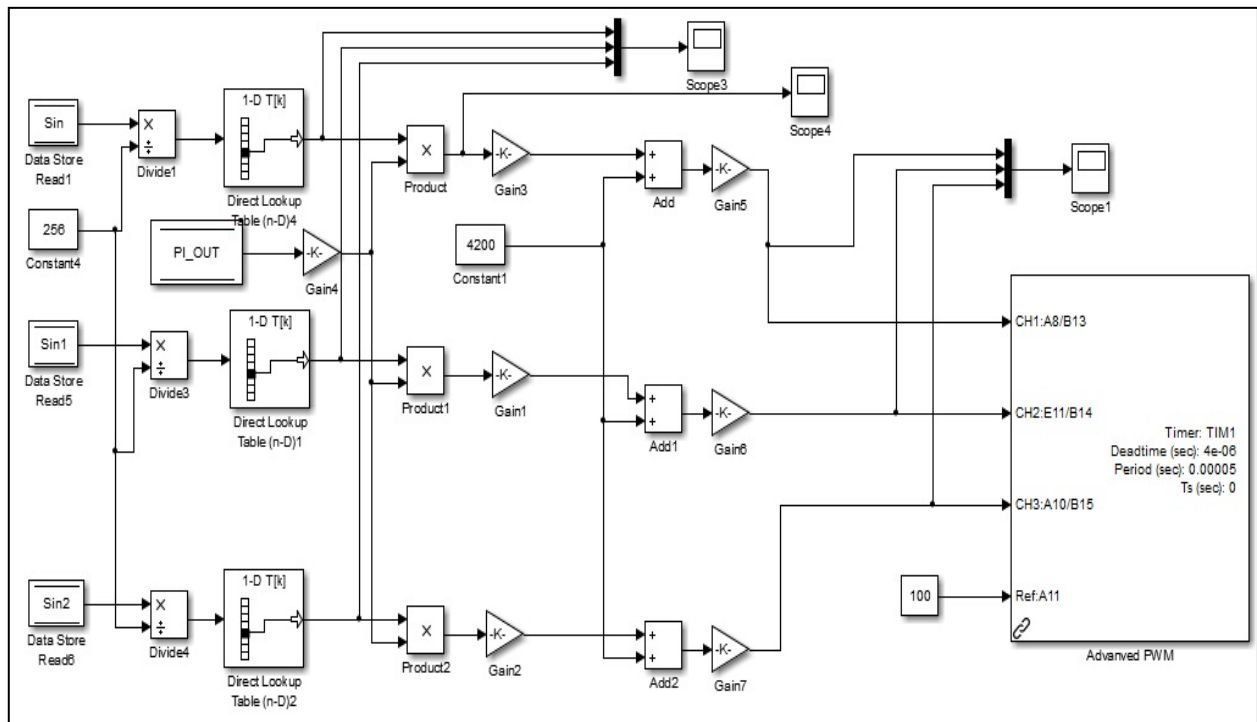 Scope3
Scope4
Sin
Data Store
Read1
×
÷
Divide1
1-D T[k]
Direct Lookup
Table (n-D)4
×
Product
-K-
Gain3
+
+
Add
-K-
Gain5
Scope1
256
Constant4
PI_OUT
-K-
Gain4
4200
Constant1
Sin1
Data Store
Read5
×
÷
Divide3
1-D T[k]
Direct Lookup
Table (n-D)1
×
Product1
-K-
Gain1
+
+
Add1
-K-
Gain6
CH1:A8/B13
CH2:E11/B14
Timer: TIM1
Deadtime (sec): 4e-06
Period (sec): 0.00005
Ts (sec): 0
CH3:A10/B15
Ref:A11
Advanved PWM
100
Sin2
Data Store
Read6
×
÷
Divide4
1-D T[k]
Direct Lookup
Table (n-D)2
×
Product2
-K-
Gain2
+
+
Add2
-K-
Gain7